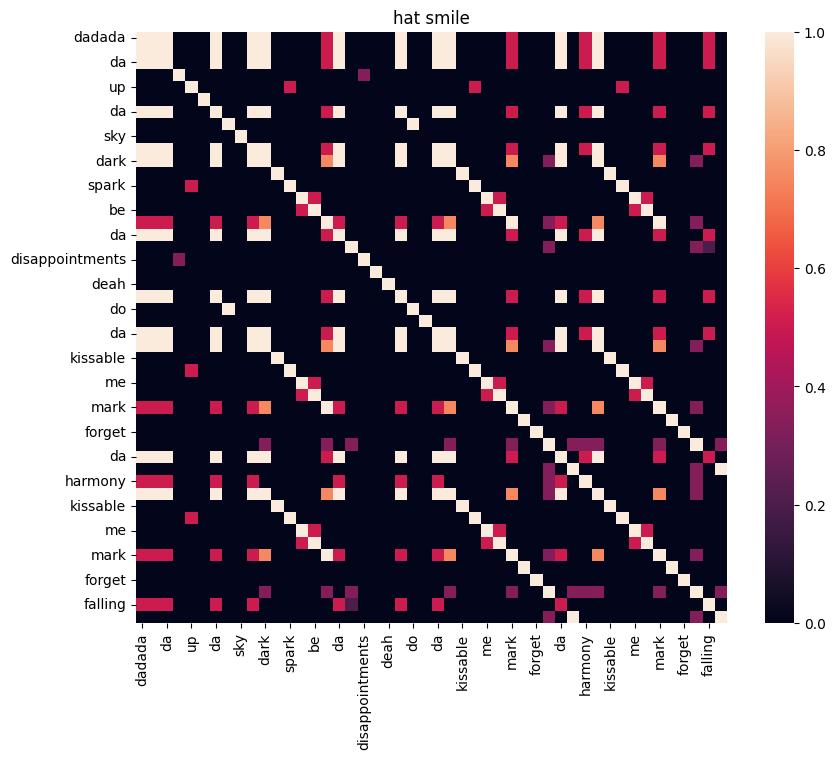 hat smile
dadada
da
up
da
sky
dark
spark
be
da
disappointments
deah
do
da
kissable
me
mark
forget
da
harmony
kissable
me
mark
forget
falling
1.0
0.8
0.6
0.4
0.2
0.0
dadada da up da sky dark spark be da disappointments deah do da kissable me mark forget da harmony kissable me mark forget falling